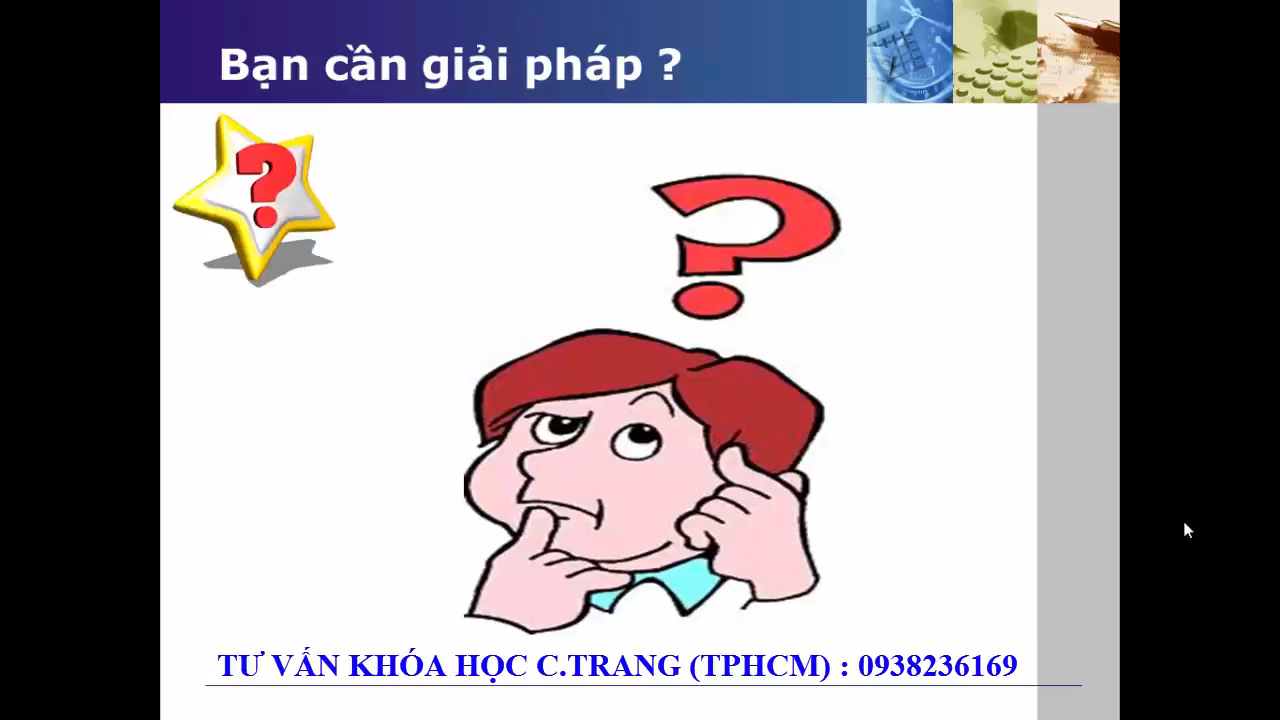 Bạn cần giải pháp ?
TƯ VẤN KHÓA HỌC C.TRANG (TPHCM) : 0938236169